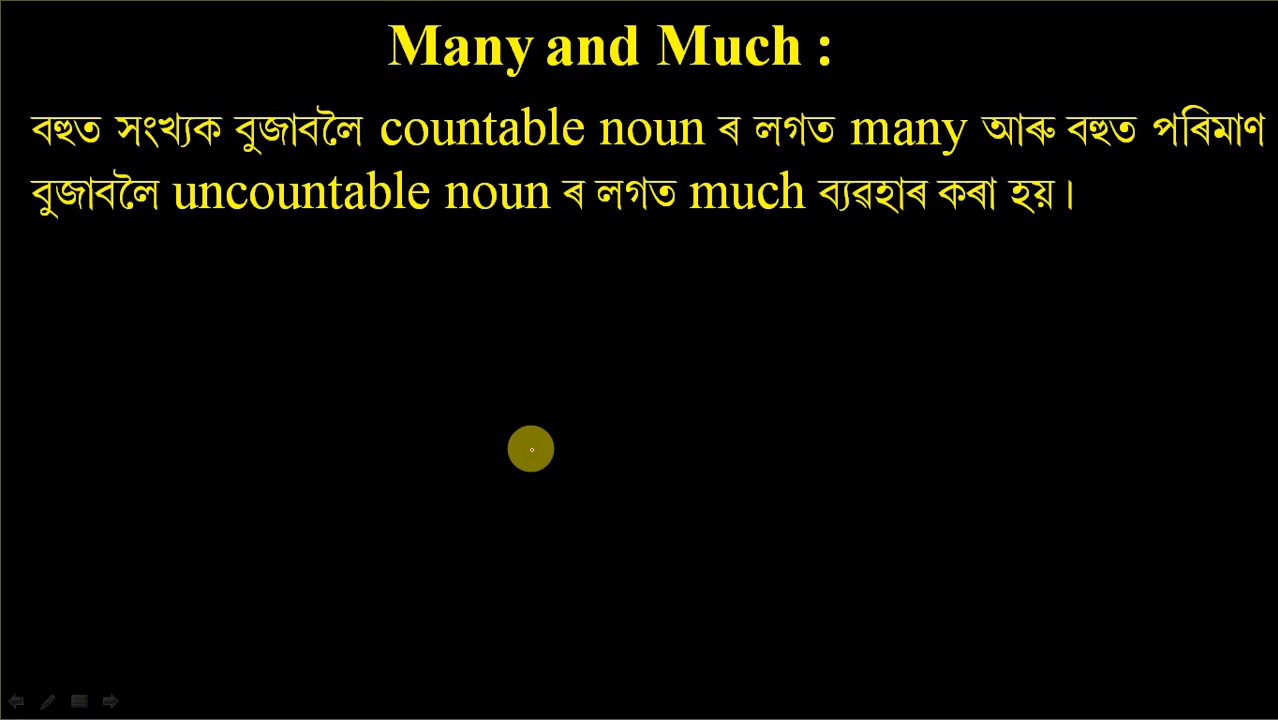 Many and Much :
বহুত সংখ্যক বুজাবলৈ countable noun ৰ লগত many আৰু বহুত পৰিমাণ
বুজাবলৈ uncountable noun ৰ লগত much ব্যৱহাৰ কৰা হয়।